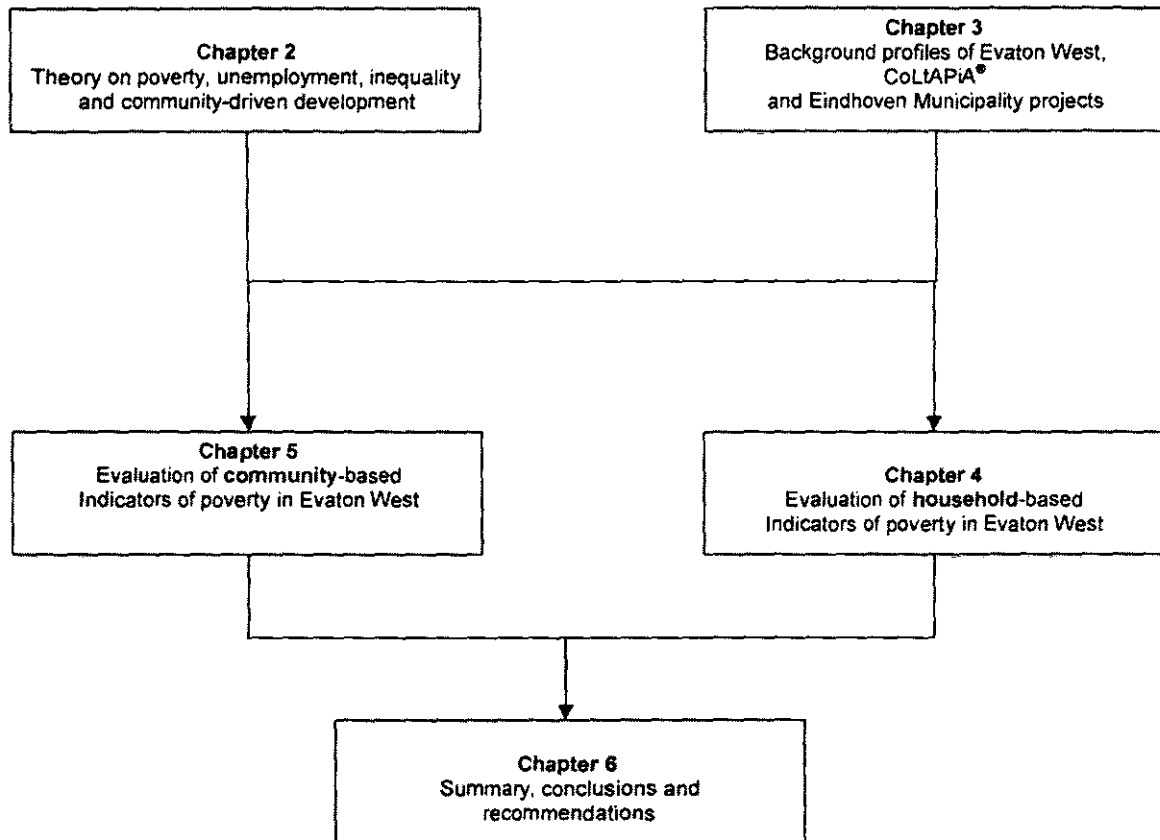 Chapter 2
Theory on poverty, unemployment, inequality
and community-driven development
Chapter 3
Background profiles of Evaton West,
CoLtAPiA®
and Eindhoven Municipality projects
Chapter 5
Evaluation of community-based
Indicators of poverty in Evaton West
Chapter 4
Evaluation of household-based
Indicators of poverty in Evaton West
Chapter 6
Summary, conclusions and
recommendations